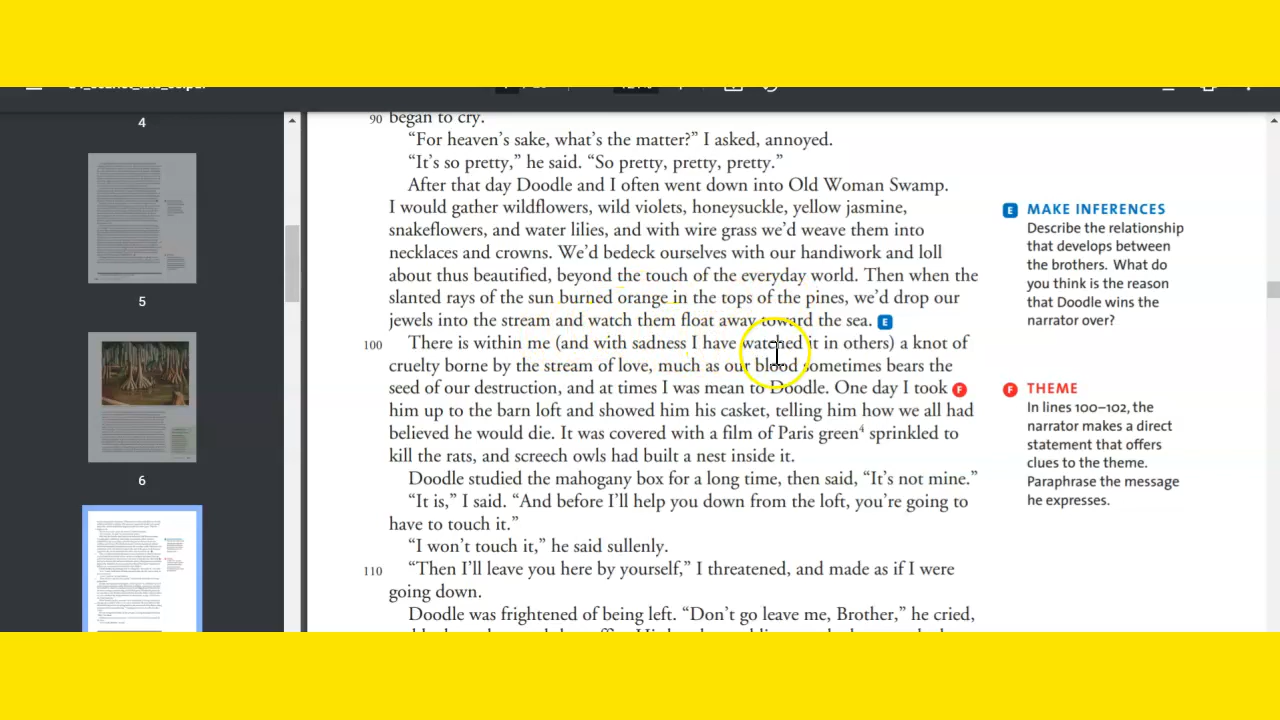 4
5
6
90 began to cry.
“For heaven’s sake, what’s the matter?” I asked, annoyed.
“It’s so pretty,” he said. “So pretty, pretty, pretty.”
After that day Doodle and I often went down into Old Woman Swamp.
I would gather wildflowers, wild violets, honeysuckle, yellow jasmine,
snakeflowers, and water lilies, and with wire grass we’d weave them into
necklaces and crowns. We’d bedeck ourselves with our handiwork and loll
about thus beautified, beyond the touch of the everyday world. Then when the
slanted rays of the sun burned orange in the tops of the pines, we’d drop our
jewels into the stream and watch them float away toward the sea. E
100 There is within me (and with sadness I have watched it in others) a knot of
cruelty borne by the stream of love, much as our blood sometimes bears the
seed of our destruction, and at times I was mean to Doodle. One day I took F
him up to the barn loft and showed him his casket, telling him how we all had
believed he would die. It was covered with a film of Paris green4 sprinkled to
kill the rats, and screech owls had built a nest inside it.
Doodle studied the mahogany box for a long time, then said, “It’s not mine.”
“It is,” I said. “And before I’ll help you down from the loft, you’re going to
have to touch it.”
“I won’t touch it,” he said sullenly.
110 “Then I’ll leave you here by yourself,” I threatened, and made as if I were
going down.
Doodle was frightened of being left. “Don’t go leave me, Brother,” he cried,
E MAKE INFERENCES
Describe the relationship
that develops between
the brothers. What do
you think is the reason
that Doodle wins the
narrator over?
F THEME
In lines 100–102, the
narrator makes a direct
statement that offers
clues to the theme.
Paraphrase the message
he expresses.